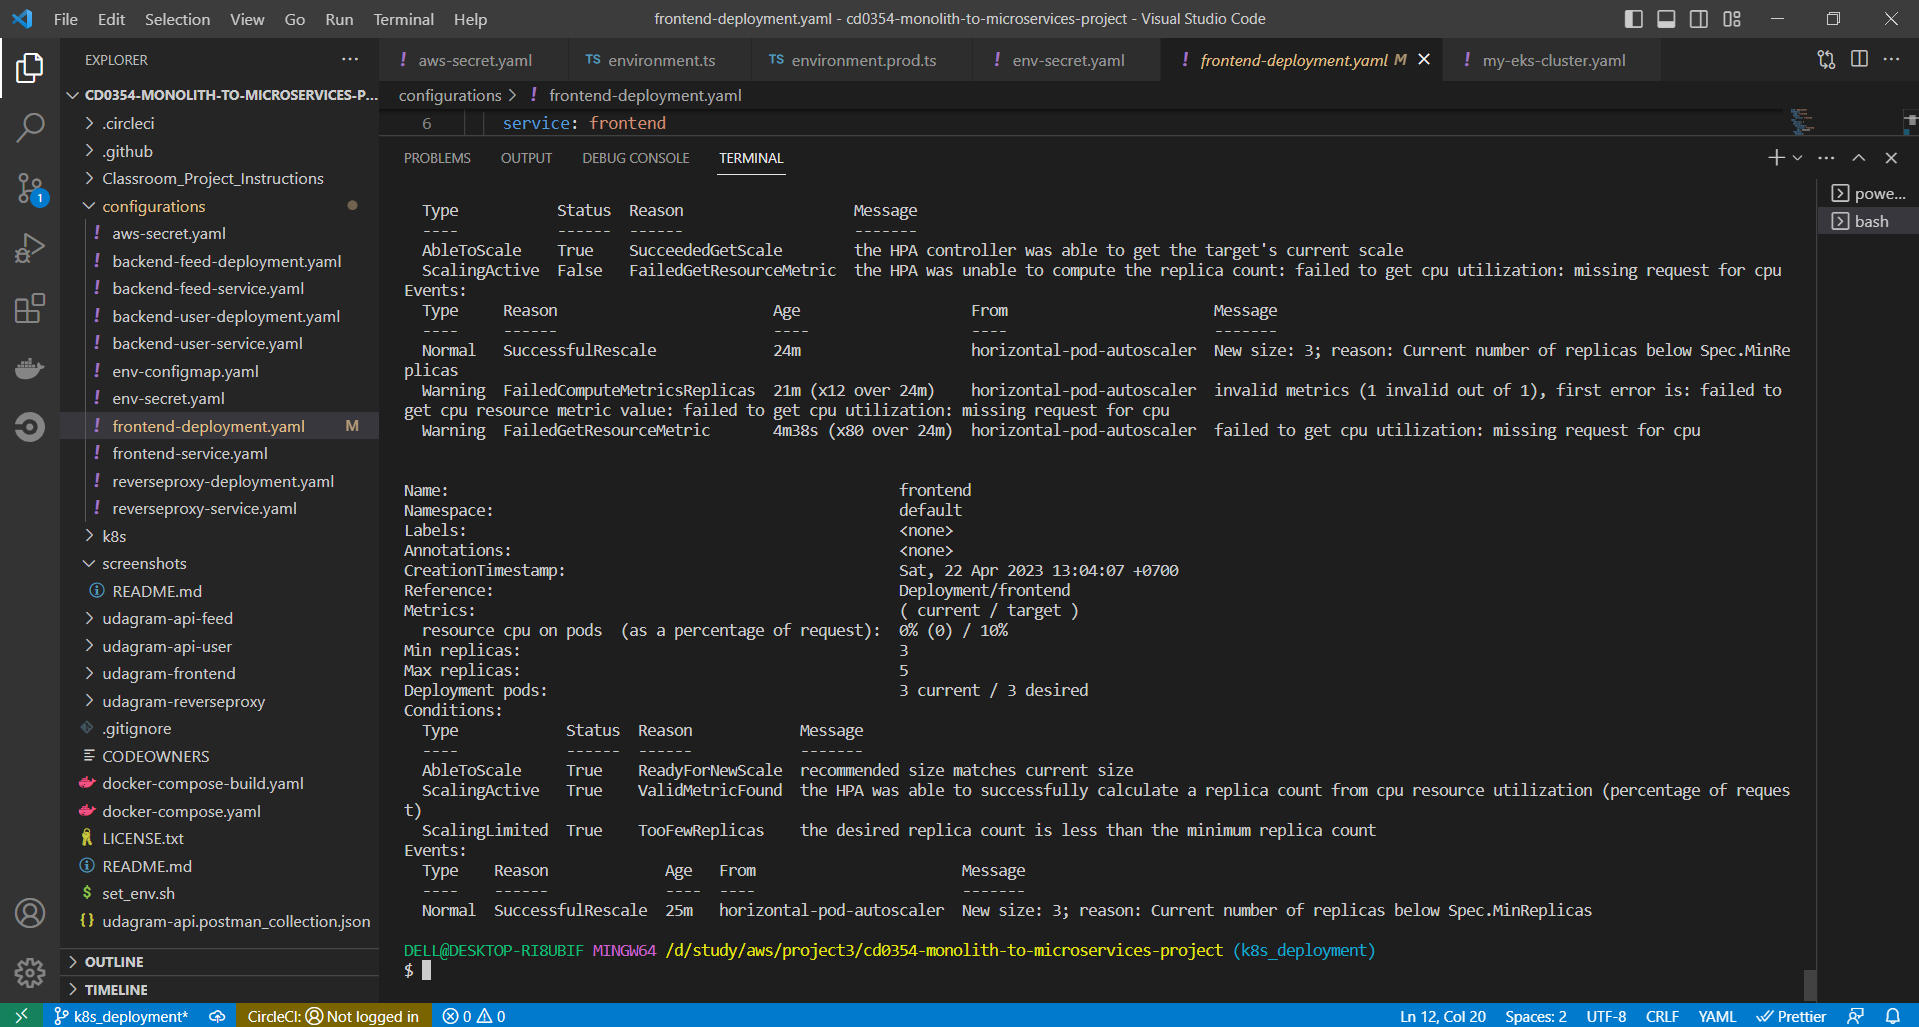 File Edit Selection View Go Run Terminal Help
frontend-deployment.yaml - cd0354-monolith-to-microservices-project - Visual Studio Code
EXPLORER
! aws-secret.yaml
TS environment.ts
TS environment.prod.ts
! env-secret.yaml
! frontend-deployment.yaml M
! my-eks-cluster.yaml
CD0354-MONOLITH-TO-MICROSERVICES-P...
.circleci
.github
Classroom_Project_Instructions
configurations
! aws-secret.yaml
! backend-feed-deployment.yaml
! backend-feed-service.yaml
! backend-user-deployment.yaml
! backend-user-service.yaml
! env-configmap.yaml
! env-secret.yaml
! frontend-deployment.yaml M
! frontend-service.yaml
! reverseproxy-deployment.yaml
! reverseproxy-service.yaml
k8s
screenshots
README.md
udagram-api-feed
udagram-api-user
udagram-frontend
udagram-reverseproxy
.gitignore
CODEOWNERS
docker-compose-build.yaml
docker-compose.yaml
LICENSE.txt
README.md
$ set_env.sh
{} udagram-api.postman_collection.json
OUTLINE
TIMELINE
1
configurations > ! frontend-deployment.yaml
6 service: frontend
PROBLEMS OUTPUT DEBUG CONSOLE TERMINAL
powe...
bash
Type Status Reason Message
---- ------ ------ -------
AbleToScale True SucceededGetScale the HPA controller was able to get the target's current scale
ScalingActive False FailedGetResourceMetric the HPA was unable to compute the replica count: failed to get cpu utilization: missing request for cpu
Events:
Type Reason Age From Message
---- ------ ---- ---- -------
Normal SuccessfulRescale 24m horizontal-pod-autoscaler New size: 3; reason: Current number of replicas below Spec.MinRe
plicas
Warning FailedComputeMetricsReplicas 21m (x12 over 24m) horizontal-pod-autoscaler invalid metrics (1 invalid out of 1), first error is: failed to
get cpu resource metric value: failed to get cpu utilization: missing request for cpu
Warning FailedGetResourceMetric 4m38s (x80 over 24m) horizontal-pod-autoscaler failed to get cpu utilization: missing request for cpu
Name: frontend
Namespace: default
Labels: <none>
Annotations: <none>
CreationTimestamp: Sat, 22 Apr 2023 13:04:07 +0700
Reference: Deployment/frontend
Metrics: ( current / target )
resource cpu on pods (as a percentage of request): 0% (0) / 10%
Min replicas: 3
Max replicas: 5
Deployment pods: 3 current / 3 desired
Conditions:
Type Status Reason Message
---- ------ ------ -------
AbleToScale True ReadyForNewScale recommended size matches current size
ScalingActive True ValidMetricFound the HPA was able to successfully calculate a replica count from cpu resource utilization (percentage of reques
t)
ScalingLimited True TooFewReplicas the desired replica count is less than the minimum replica count
Events:
Type Reason Age From Message
---- ------ ---- ---- -------
Normal SuccessfulRescale 25m horizontal-pod-autoscaler New size: 3; reason: Current number of replicas below Spec.MinReplicas
DELL@DESKTOP-RI8UBIF MINGW64 /d/study/aws/project3/cd0354-monolith-to-microservices-project (k8s_deployment)
$
k8s_deployment* CircleCI: Not logged in 0 0
Ln 12, Col 20 Spaces: 2 UTF-8 CRLF YAML Prettier